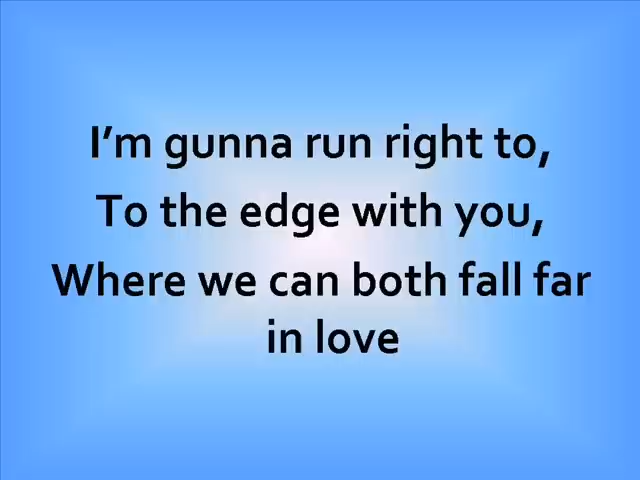 I’m gunna run right to,
To the edge with you,
Where we can both fall far
in love